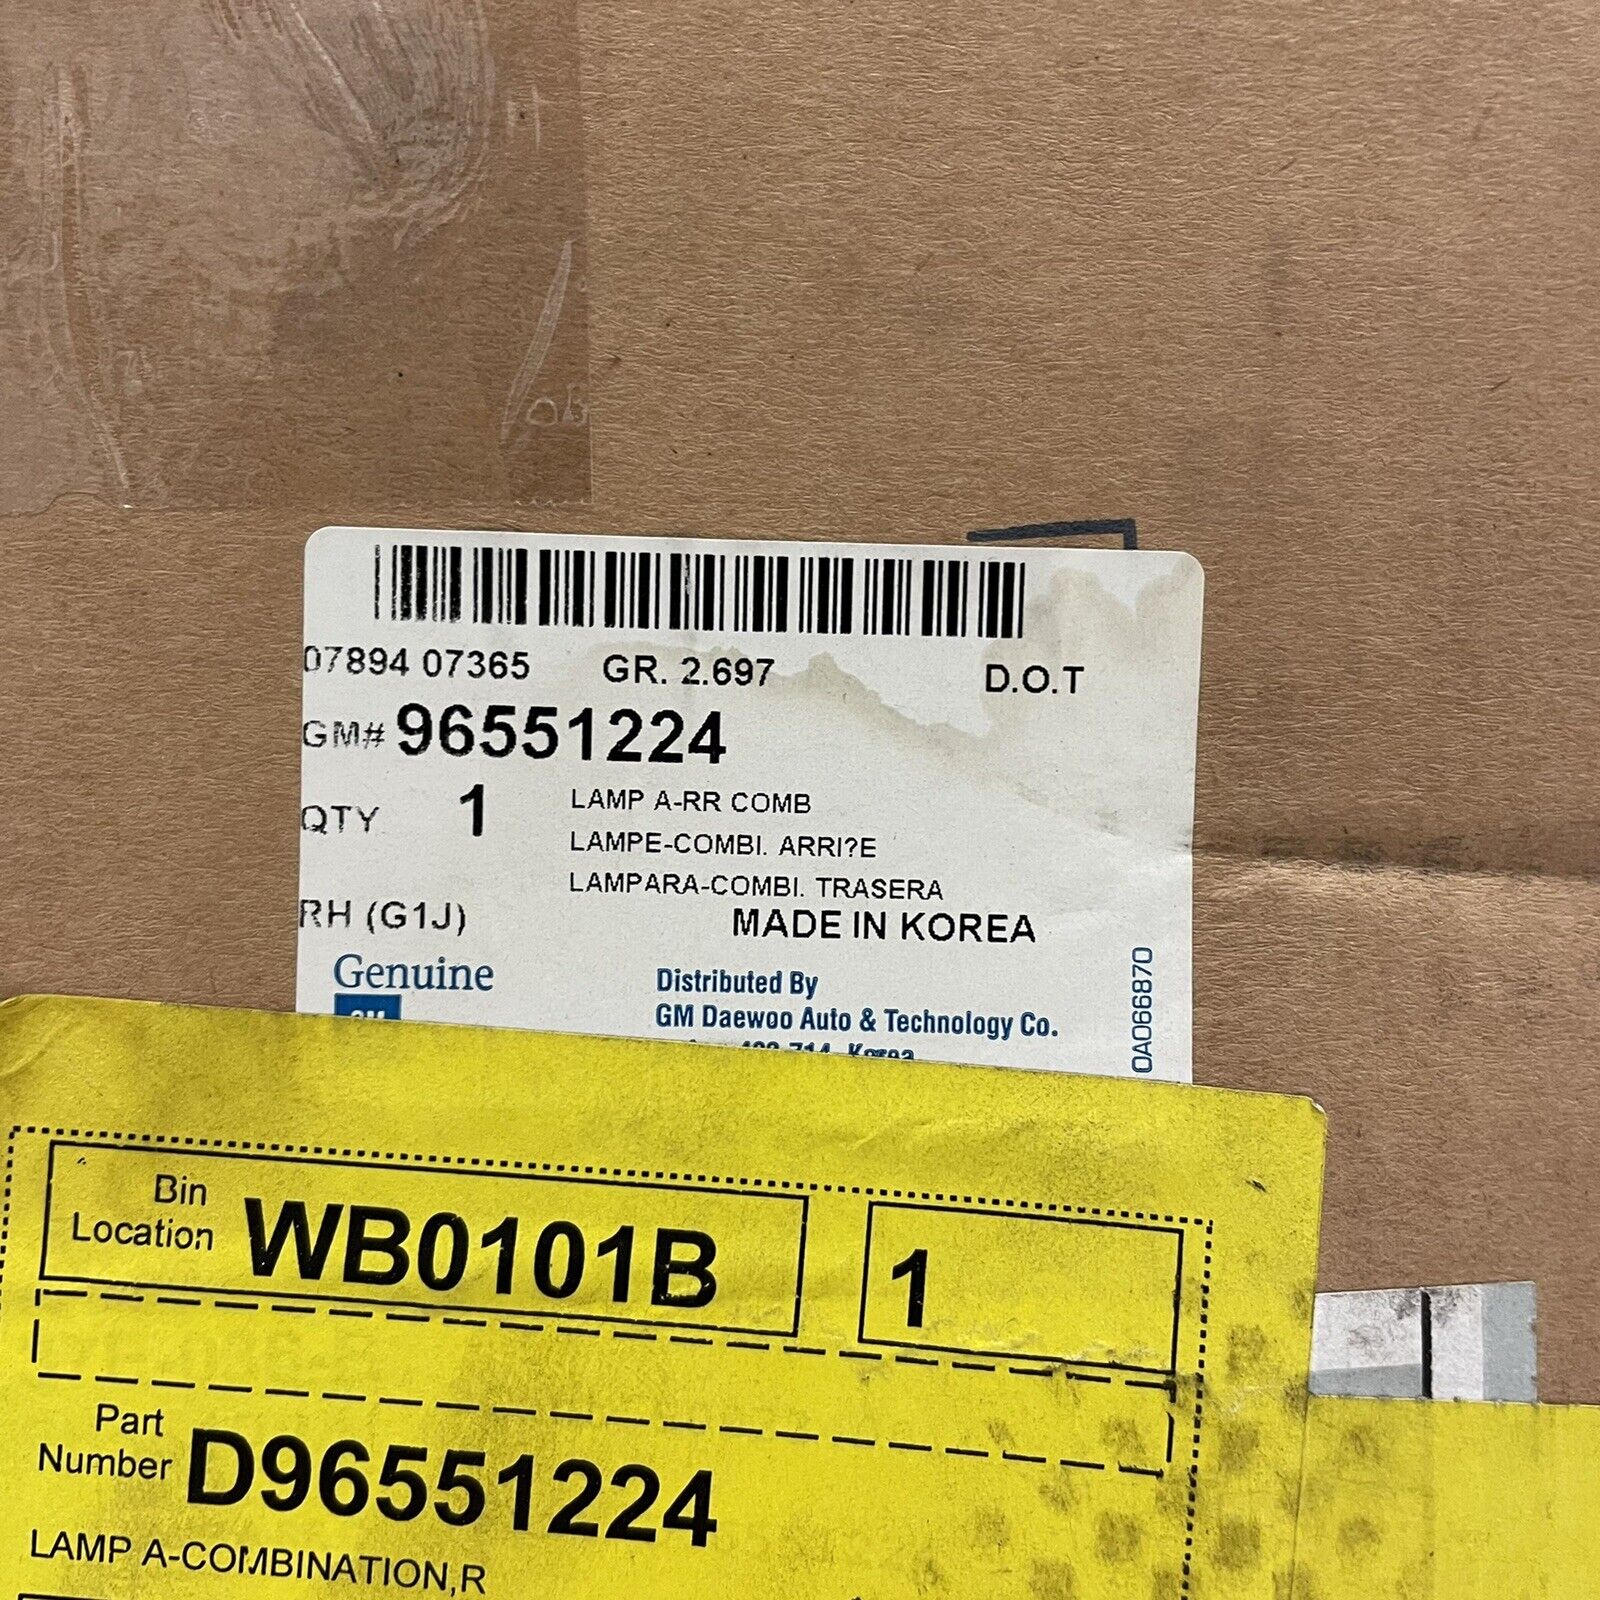 07894 07365 GR. 2.697 D.O.T
GM# 96551224
QTY 1 LAMP A-RR COMB
LAMPE-COMBI. ARRI?E
LAMPARA-COMBI. TRASERA
RH (G1J) MADE IN KOREA
Genuine
GM
Distributed By
GM Daewoo Auto & Technology Co.
Korea
0A066870
Bin Location WB0101B 1
Part Number D96551224
LAMP A-COMBINATION,R